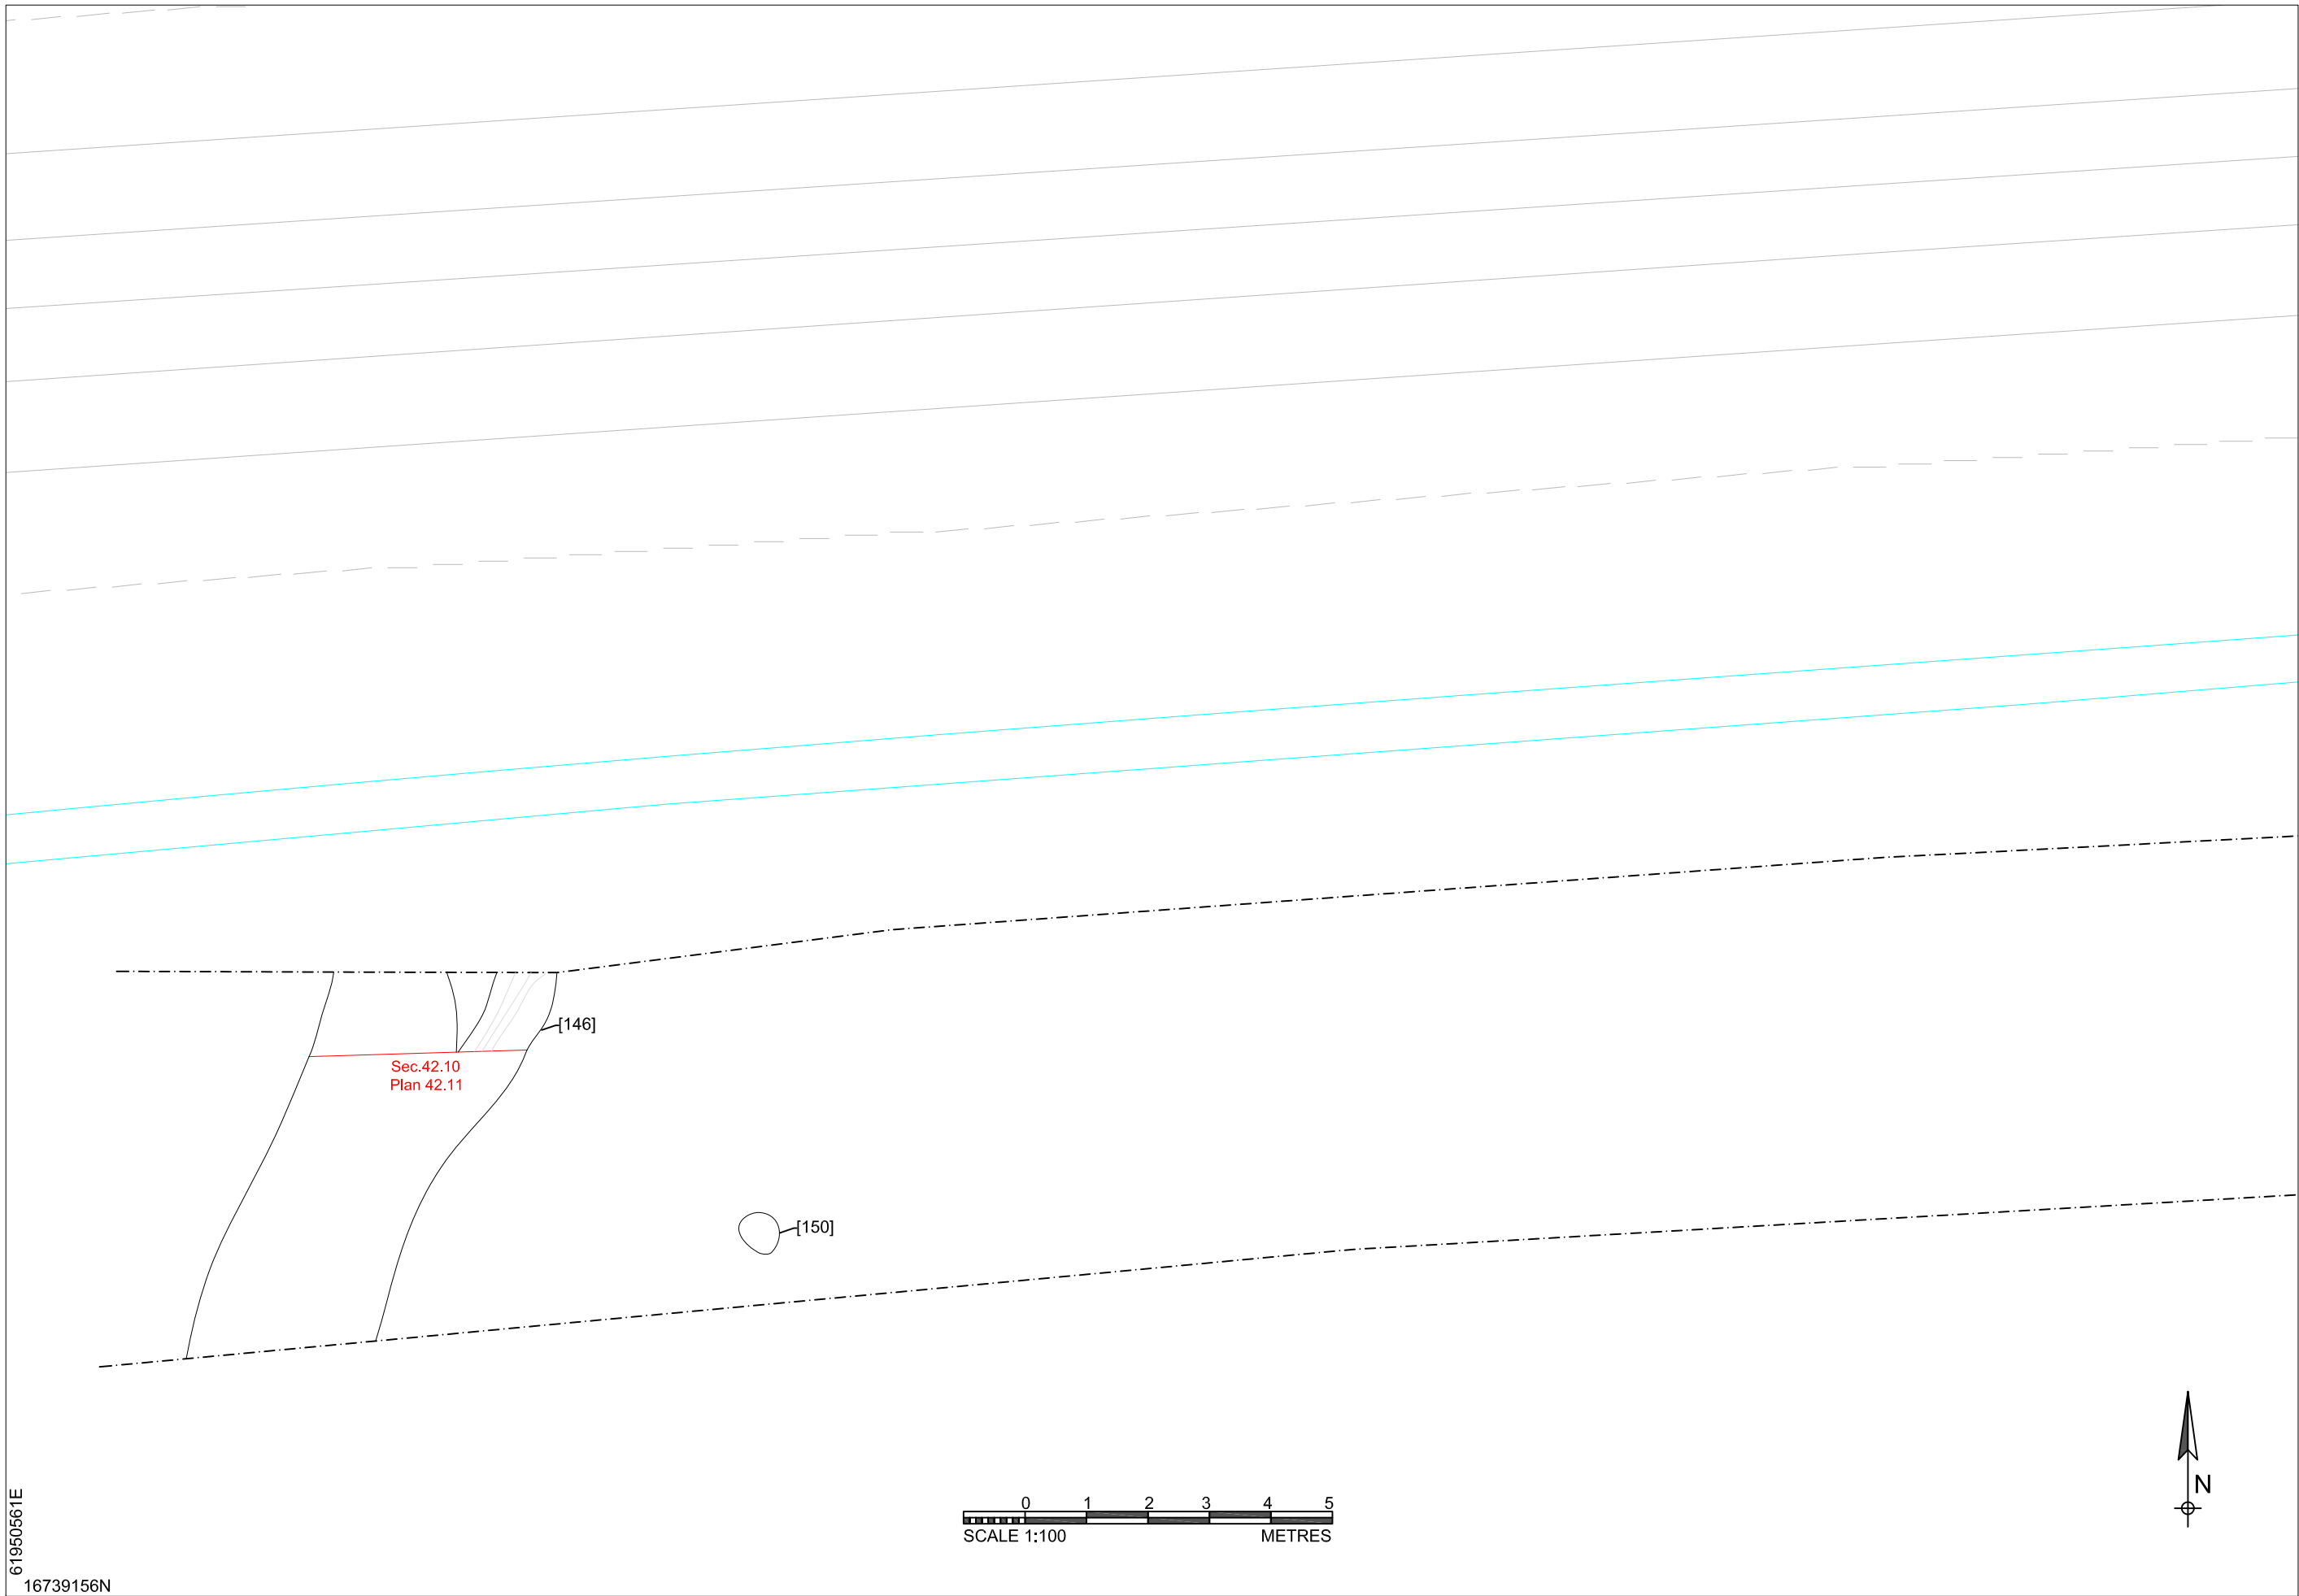 [146]
Sec.42.10
Plan 42.11
[150]
N
0 1 2 3 4 5
SCALE 1:100 METRES
61950561E
16739156N